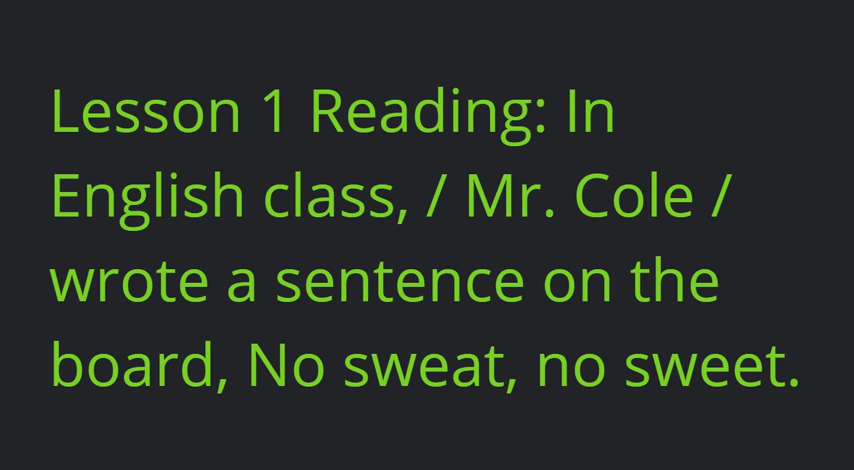 Lesson 1 Reading: In
English class, / Mr. Cole /
wrote a sentence on the
board, No sweat, no sweet.